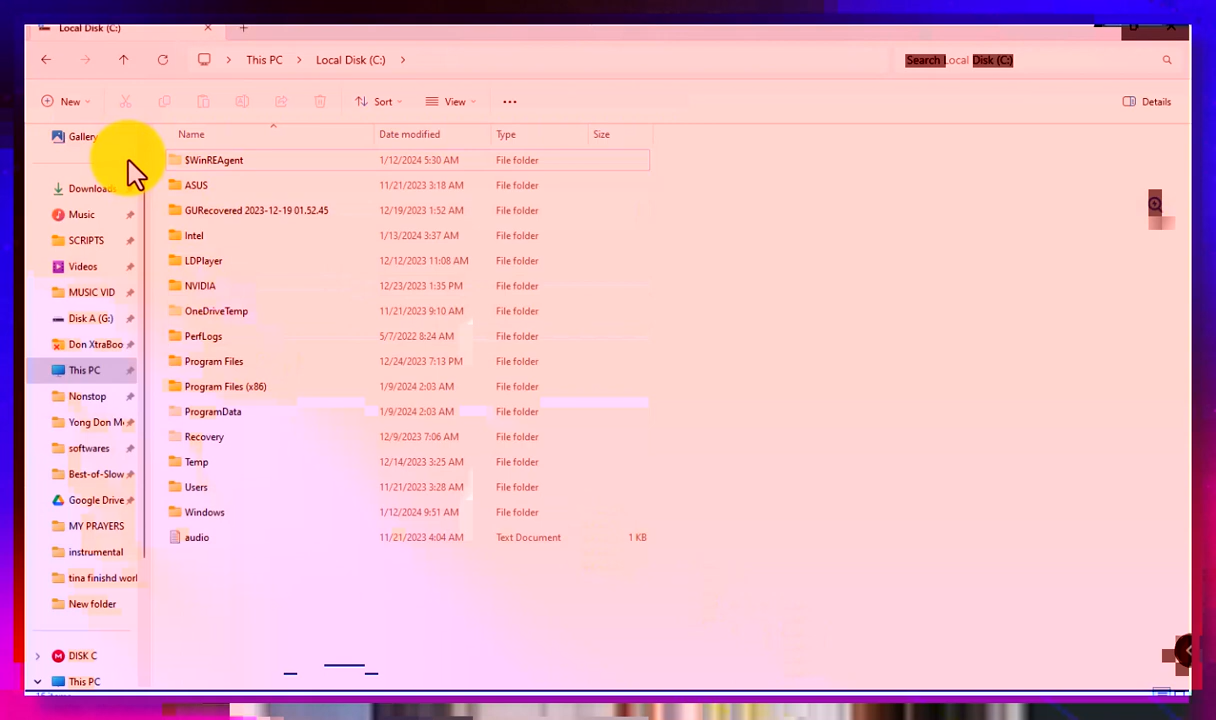 Local Disk (C:)
This PC > Local Disk (C:) >
Search Local Disk (C:)
New
Sort
View
Details
Name Date modified Type Size
Gallery
Downloads
Music
SCRIPTS
Videos
MUSIC VID
Disk A (G:)
Don XtraBoo
This PC
Nonstop
Yong Don M
softwares
Best-of-Slow
Google Drive
MY PRAYERS
instrumental
tina finishd worl
New folder
DISK C
This PC
$WinREAgent 1/12/2024 5:30 AM File folder
ASUS 11/21/2023 3:18 AM File folder
GURecovered 2023-12-19 01.52.45 12/19/2023 1:52 AM File folder
Intel 1/13/2024 3:37 AM File folder
LDPlayer 12/12/2023 11:08 AM File folder
NVIDIA 12/23/2023 1:35 PM File folder
OneDriveTemp 11/21/2023 9:10 AM File folder
PerfLogs 5/7/2022 8:24 AM File folder
Program Files 12/24/2023 7:13 PM File folder
Program Files (x86) 1/9/2024 2:03 AM File folder
ProgramData 1/9/2024 2:03 AM File folder
Recovery 12/9/2023 7:06 AM File folder
Temp 12/14/2023 3:25 AM File folder
Users 11/21/2023 3:28 AM File folder
Windows 1/12/2024 9:51 AM File folder
audio 11/21/2023 4:04 AM Text Document 1 KB